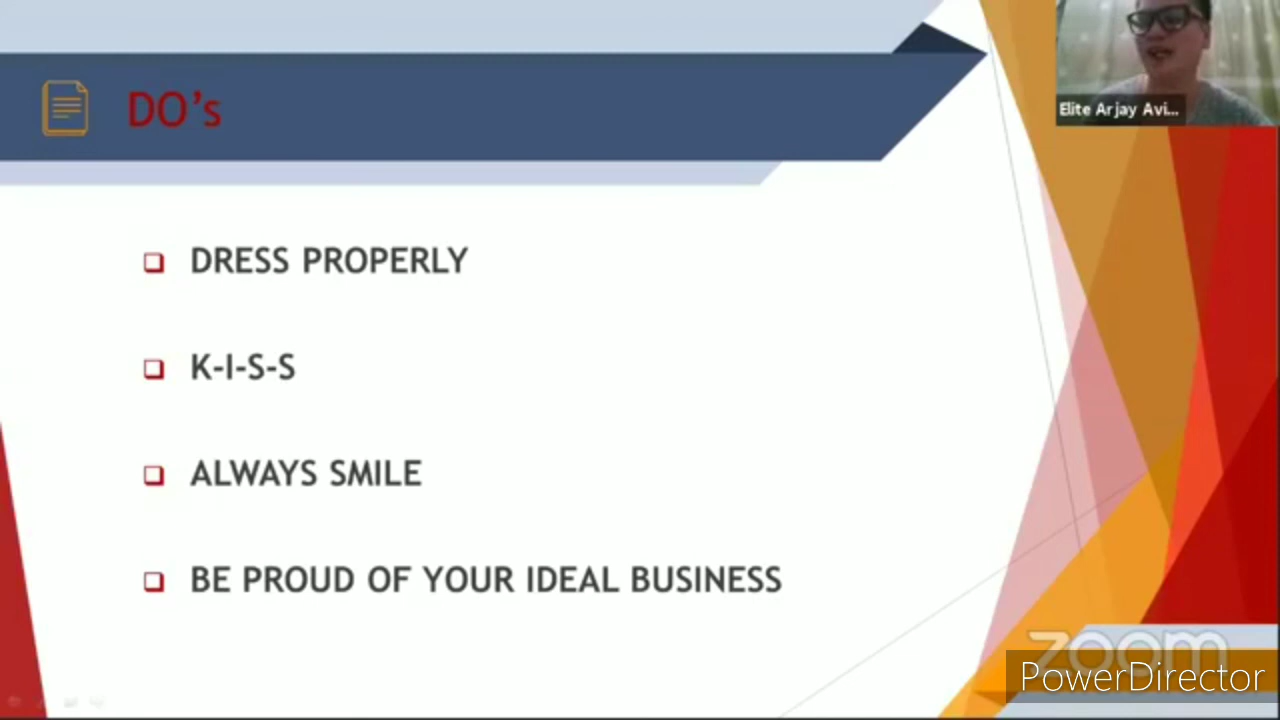 DO's
Elite Arjay Avi...
DRESS PROPERLY
K-I-S-S
ALWAYS SMILE
BE PROUD OF YOUR IDEAL BUSINESS
zoom
PowerDirector